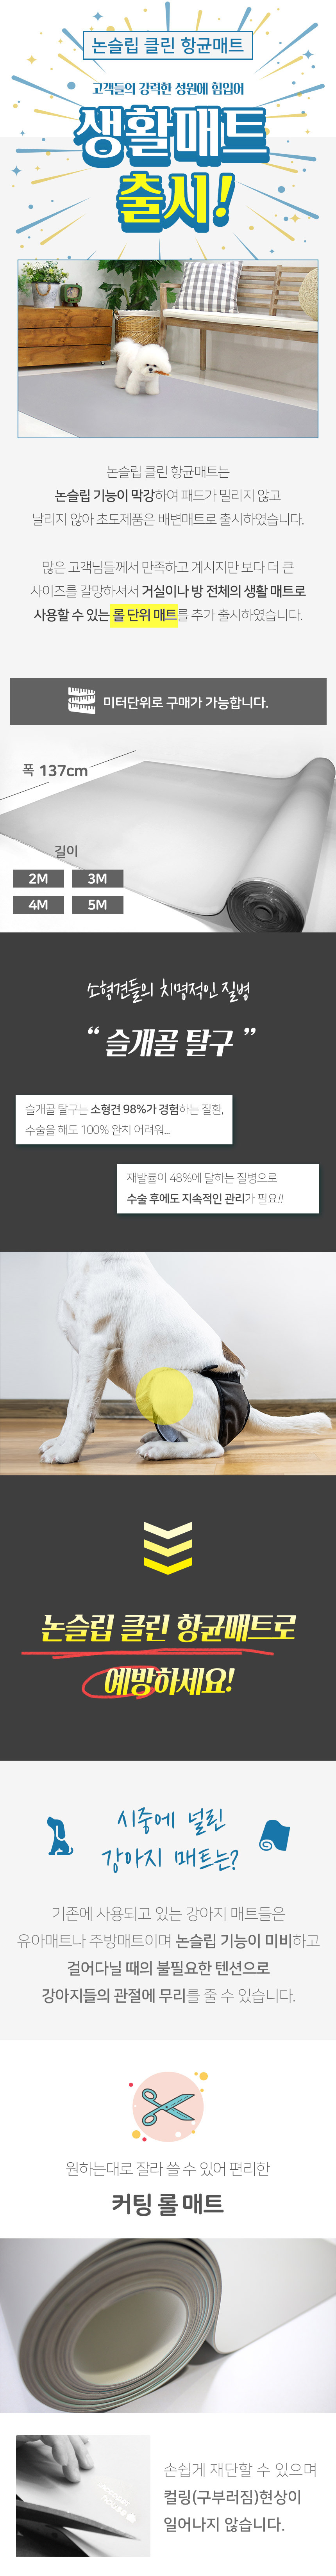 논슬립 클린 항균매트
고객들의 강력한 성원에 힘입어
생활매트
출시!
논슬립 클린 항균매트는
논슬립 기능이 막강하여 패드가 밀리지 않고
날리지 않아 초도제품은 배변매트로 출시하였습니다.
많은 고객님들께서 만족하고 계시지만 보다 더 큰
사이즈를 갈망하셔서 거실이나 방 전체의 생활 매트로
사용할 수 있는 롤 단위 매트를 추가 출시하였습니다.
미터단위로 구매가 가능합니다.
폭 137cm
길이
2M 3M
4M 5M
소형견들의 치명적인 질병
“ 슬개골 탈구 ”
슬개골 탈구는 소형견 98%가 경험하는 질환,
수술을 해도 100% 완치 어려워...
재발률이 48%에 달하는 질병으로
수술 후에도 지속적인 관리가 필요!!
논슬립 클린 항균매트로
예방하세요!
시중에 널린
강아지 매트는?
기존에 사용되고 있는 강아지 매트들은
유아매트나 주방매트이며 논슬립 기능이 미비하고
걸어다닐 때의 불필요한 텐션으로
강아지들의 관절에 무리를 줄 수 있습니다.
원하는대로 잘라 쓸 수 있어 편리한
커팅 롤 매트
손쉽게 재단할 수 있으며
컬링(구부러짐)현상이
일어나지 않습니다.